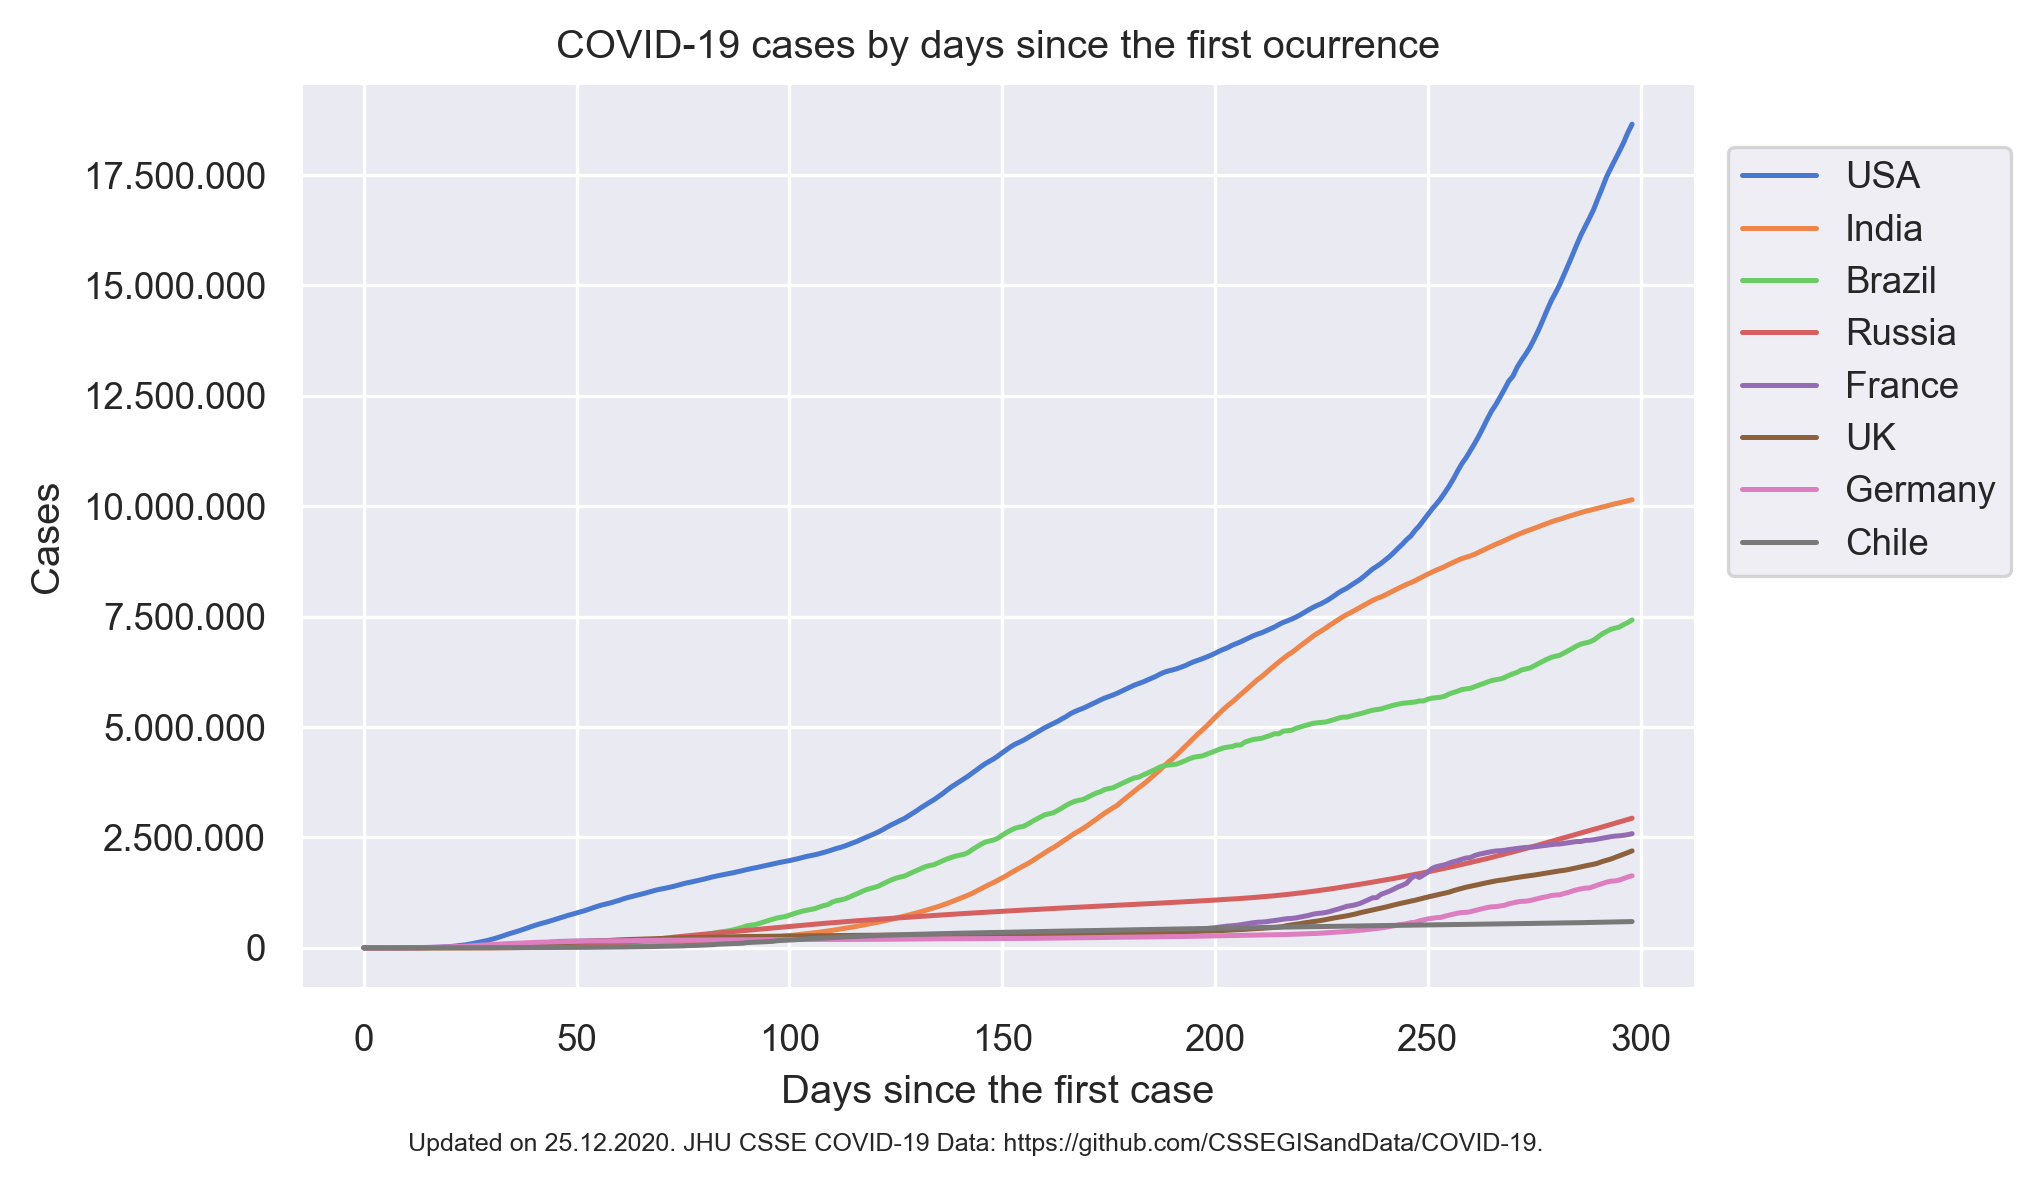 COVID-19 cases by days since the first ocurrence
17.500.000
15.000.000
12.500.000
10.000.000
7.500.000
5.000.000
2.500.000
0
Cases
0 50 100 150 200 250 300
Days since the first case
USA
India
Brazil
Russia
France
UK
Germany
Chile
Updated on 25.12.2020. JHU CSSE COVID-19 Data: https://github.com/CSSEGISandData/COVID-19.